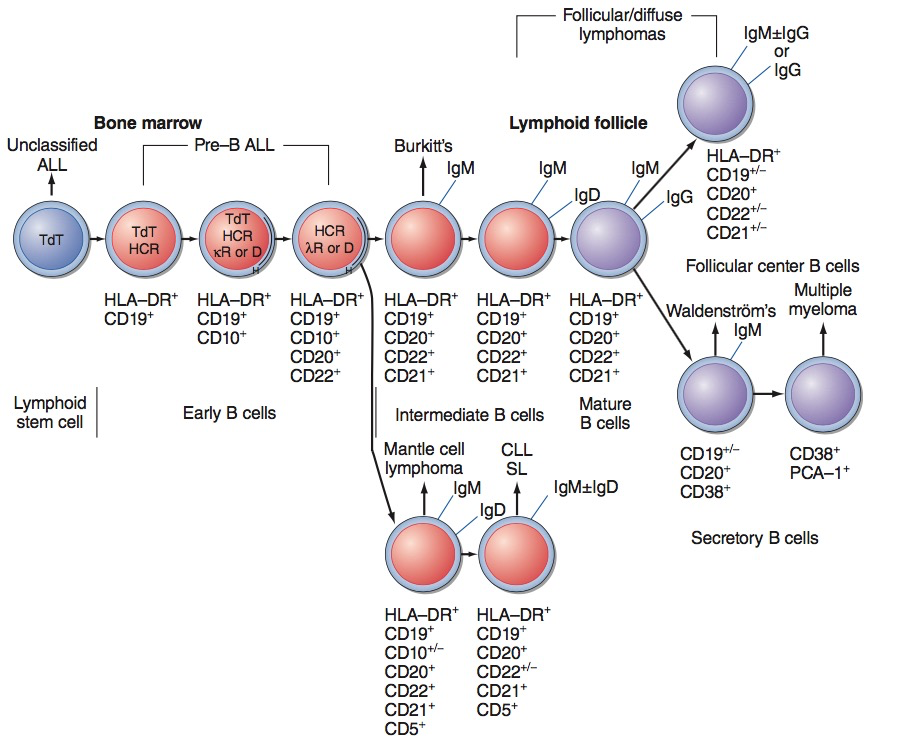 Follicular/diffuse
lymphomas
IgM±IgG
or
IgG
Bone marrow
Lymphoid follicle
Unclassified
ALL
Pre–B ALL
Burkitt's
IgM
IgM
IgD
IgM
IgG
HLA–DR+
CD19+/–
CD20+
CD22+/–
CD21+/–
Follicular center B cells
TdT
TdT
HCR
TdT
HCR
κR or D
H
HCR
λR or D
H
HLA–DR+
CD19+
HLA–DR+
CD19+
CD10+
HLA–DR+
CD19+
CD10+
CD20+
CD22+
HLA–DR+
CD19+
CD20+
CD22+
CD21+
HLA–DR+
CD19+
CD20+
CD22+
CD21+
HLA–DR+
CD19+
CD20+
CD22+
CD21+
Waldenström's
IgM
Multiple
myeloma
Lymphoid
stem cell
Early B cells
Intermediate B cells
Mature
B cells
CD19+/–
CD20+
CD38+
CD38+
PCA–1+
Secretory B cells
Mantle cell
lymphoma
IgM
IgD
CLL
SL
IgM±IgD
HLA–DR+
CD19+
CD10+/–
CD20+
CD22+
CD21+
CD5+
HLA–DR+
CD19+
CD20+
CD22+/–
CD21+
CD5+